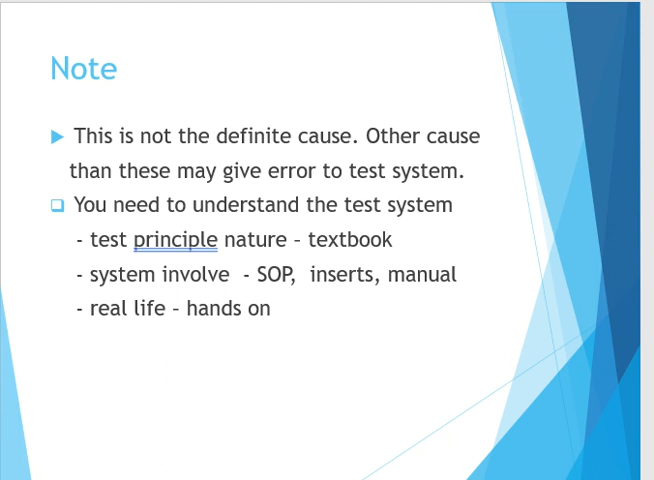 Note
This is not the definite cause. Other cause
than these may give error to test system.
You need to understand the test system
- test principle nature – textbook
- system involve  - SOP,  inserts, manual
- real life – hands on